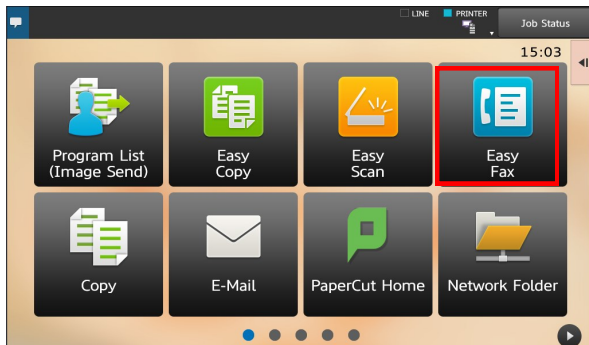 LINE
PRINTER
Job Status
15:03
Program List
(Image Send)
Easy
Copy
Easy
Scan
Easy
Fax
Copy
E-Mail
PaperCut Home
Network Folder